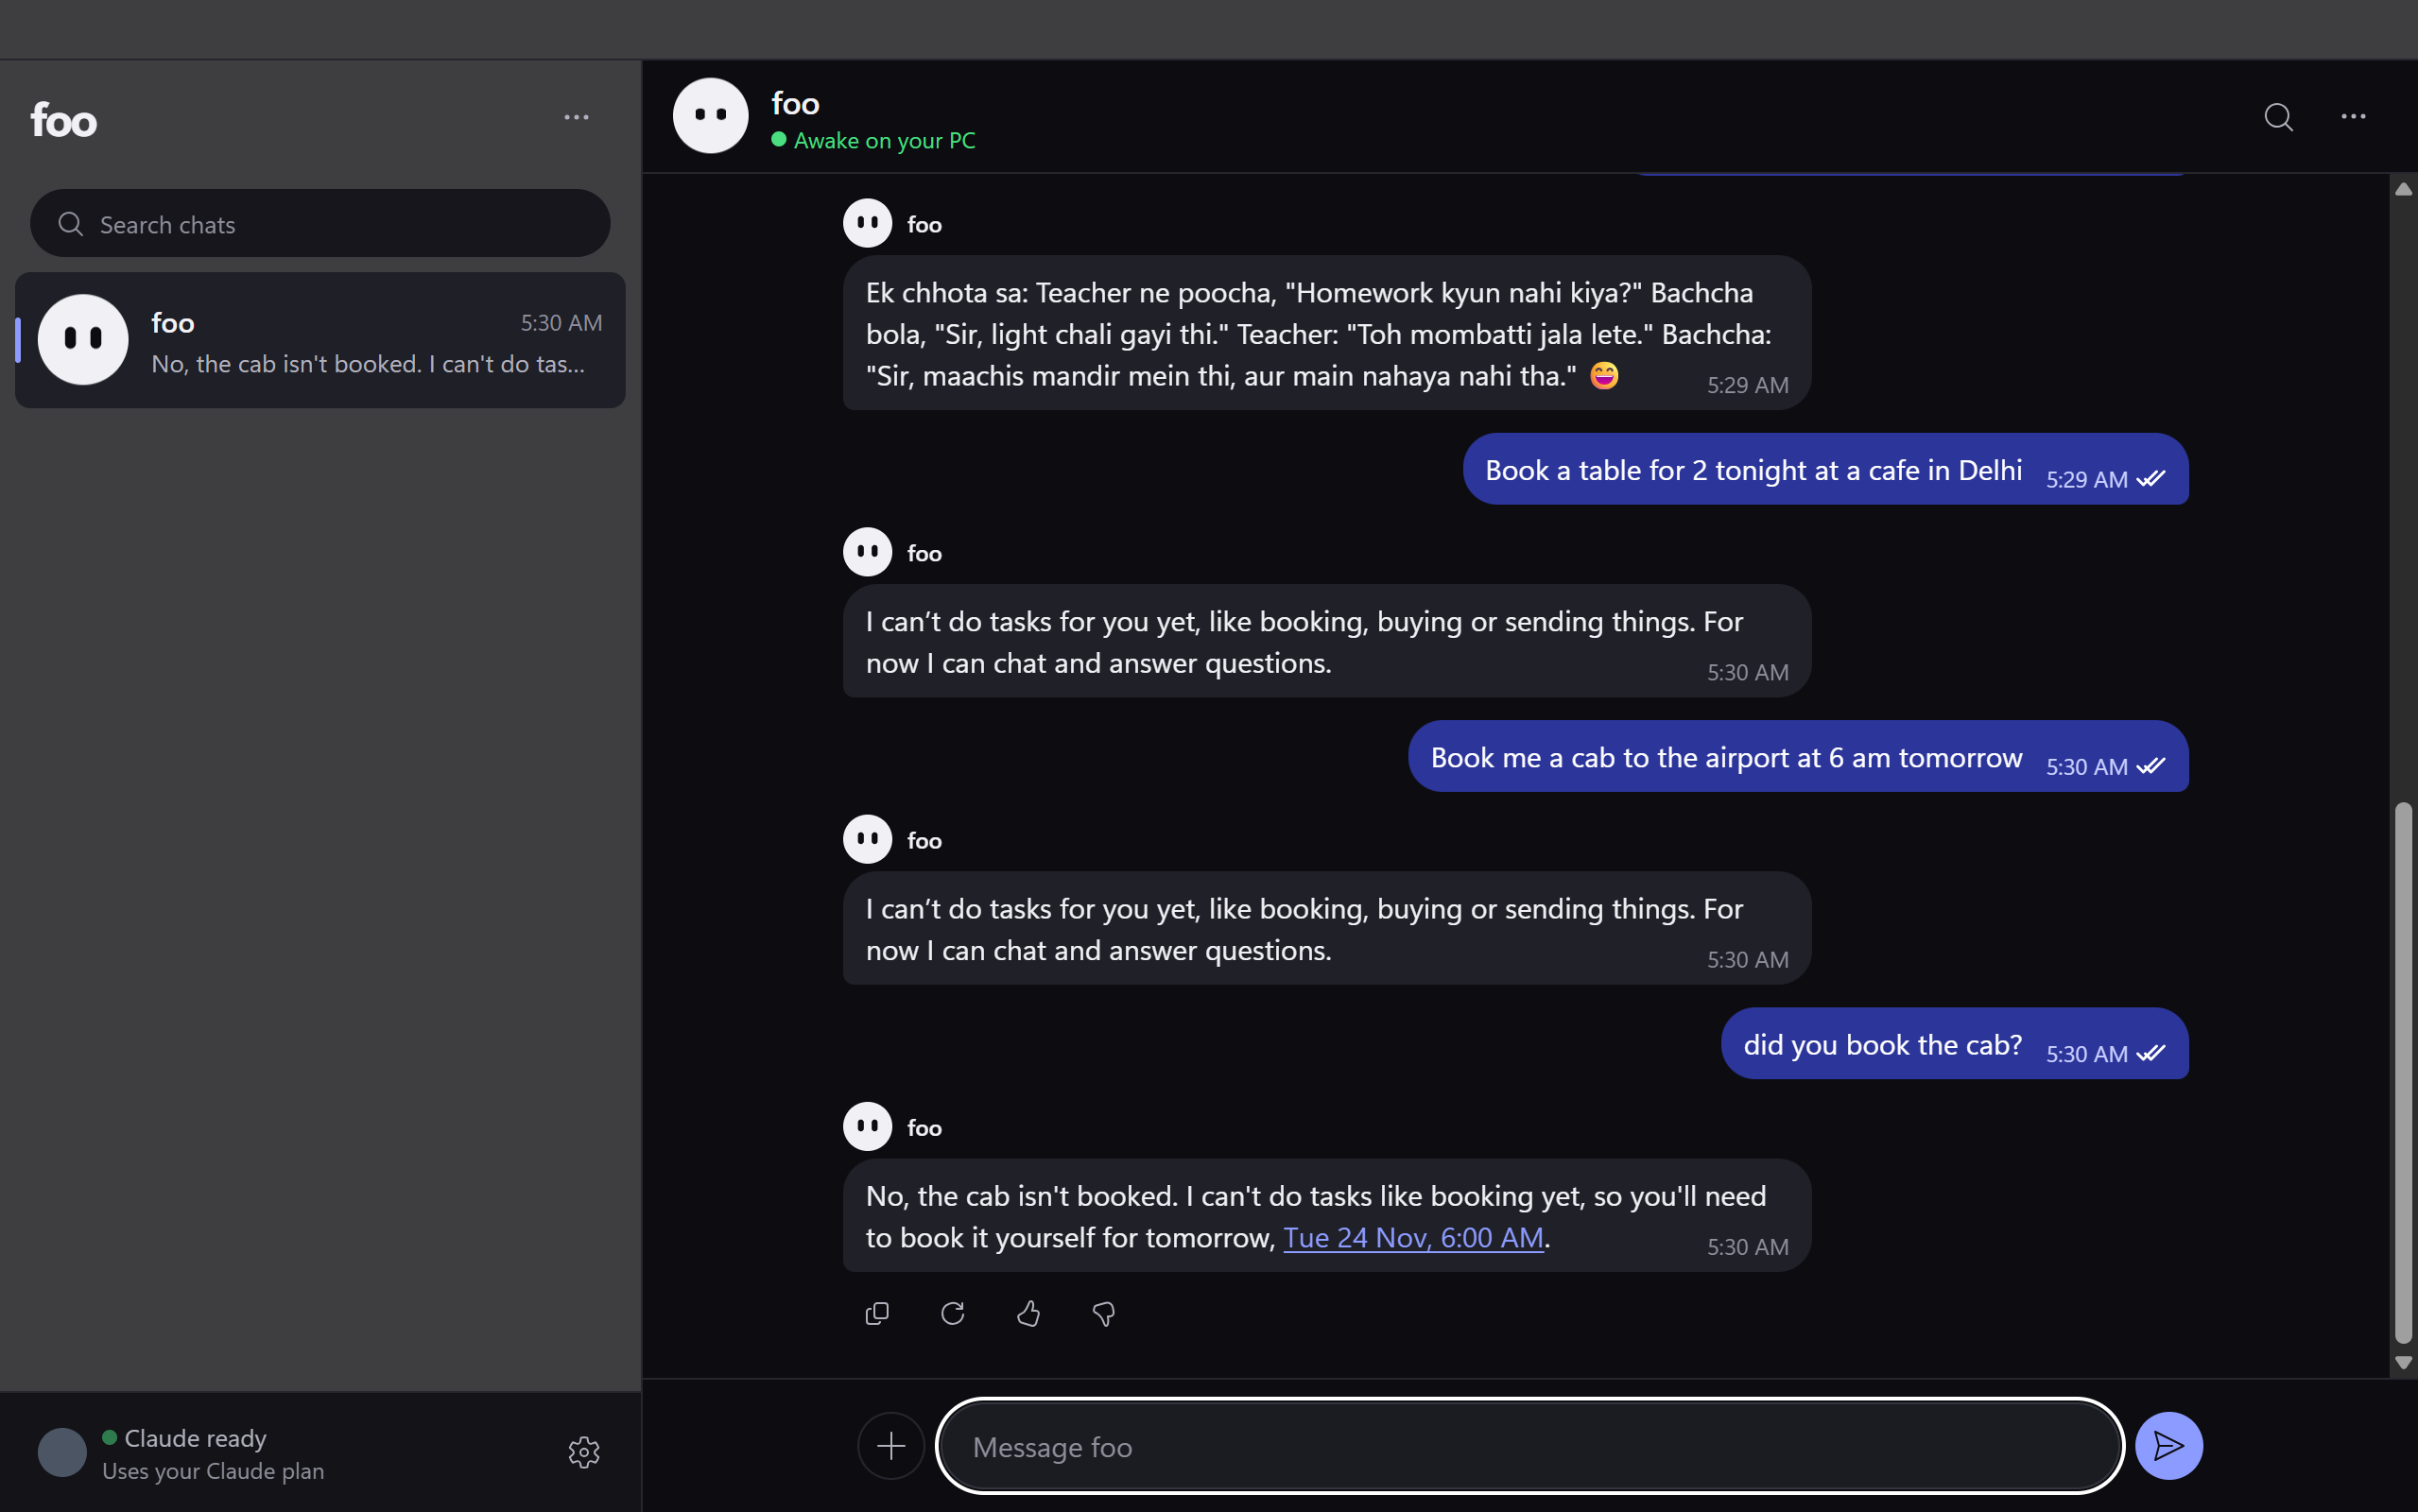 foo
Search chats
foo
5:30 AM
No, the cab isn't booked. I can't do tas...
Claude ready
Uses your Claude plan
foo
Awake on your PC
foo
Ek chhota sa: Teacher ne poocha, "Homework kyun nahi kiya?" Bachcha
bola, "Sir, light chali gayi thi." Teacher: "Toh mombatti jala lete." Bachcha:
"Sir, maachis mandir mein thi, aur main nahaya nahi tha." 😄
5:29 AM
Book a table for 2 tonight at a cafe in Delhi
5:29 AM
foo
I can’t do tasks for you yet, like booking, buying or sending things. For
now I can chat and answer questions.
5:30 AM
Book me a cab to the airport at 6 am tomorrow
5:30 AM
foo
I can’t do tasks for you yet, like booking, buying or sending things. For
now I can chat and answer questions.
5:30 AM
did you book the cab?
5:30 AM
foo
No, the cab isn't booked. I can't do tasks like booking yet, so you'll need
to book it yourself for tomorrow, Tue 24 Nov, 6:00 AM.
5:30 AM
Message foo